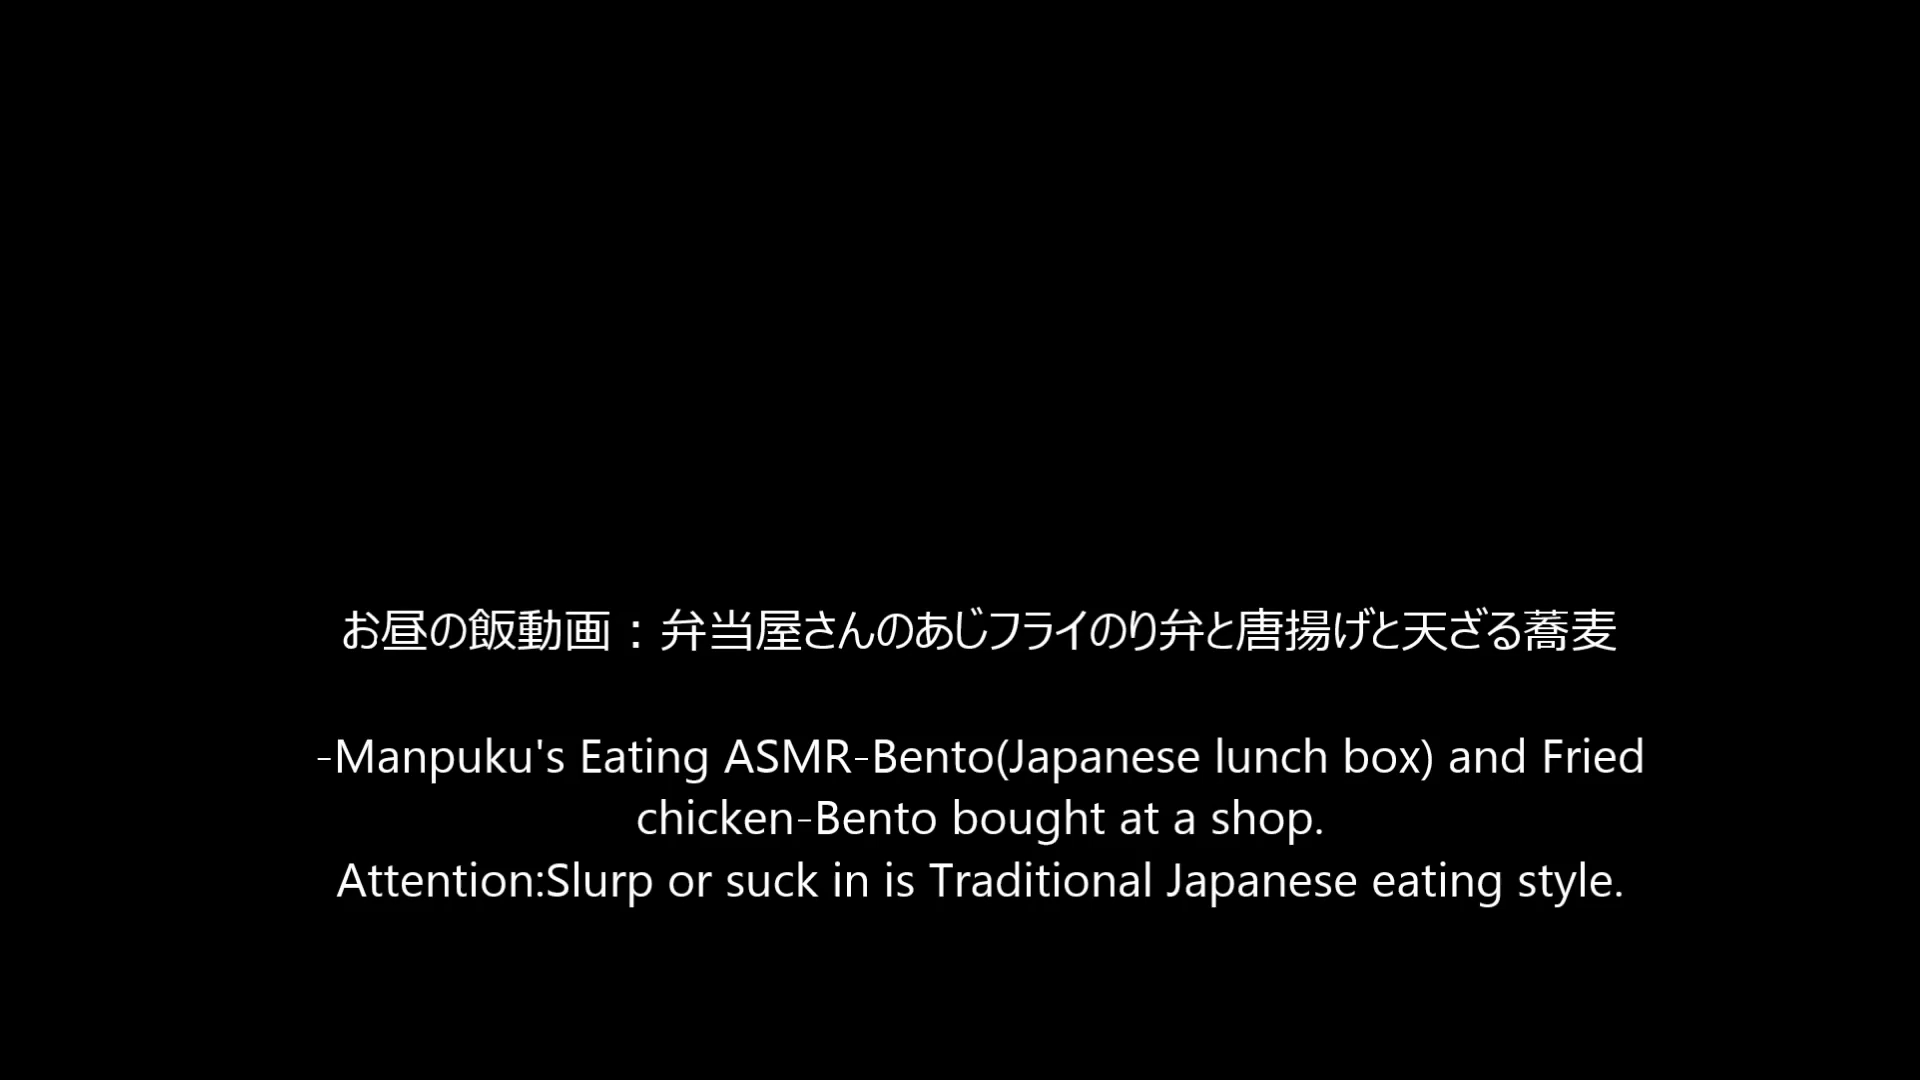 お昼の飯動画：弁当屋さんのあじフライのり弁と唐揚げと天ざる蕎麦
-Manpuku's Eating ASMR-Bento(Japanese lunch box) and Fried
chicken-Bento bought at a shop.
Attention:Slurp or suck in is Traditional Japanese eating style.